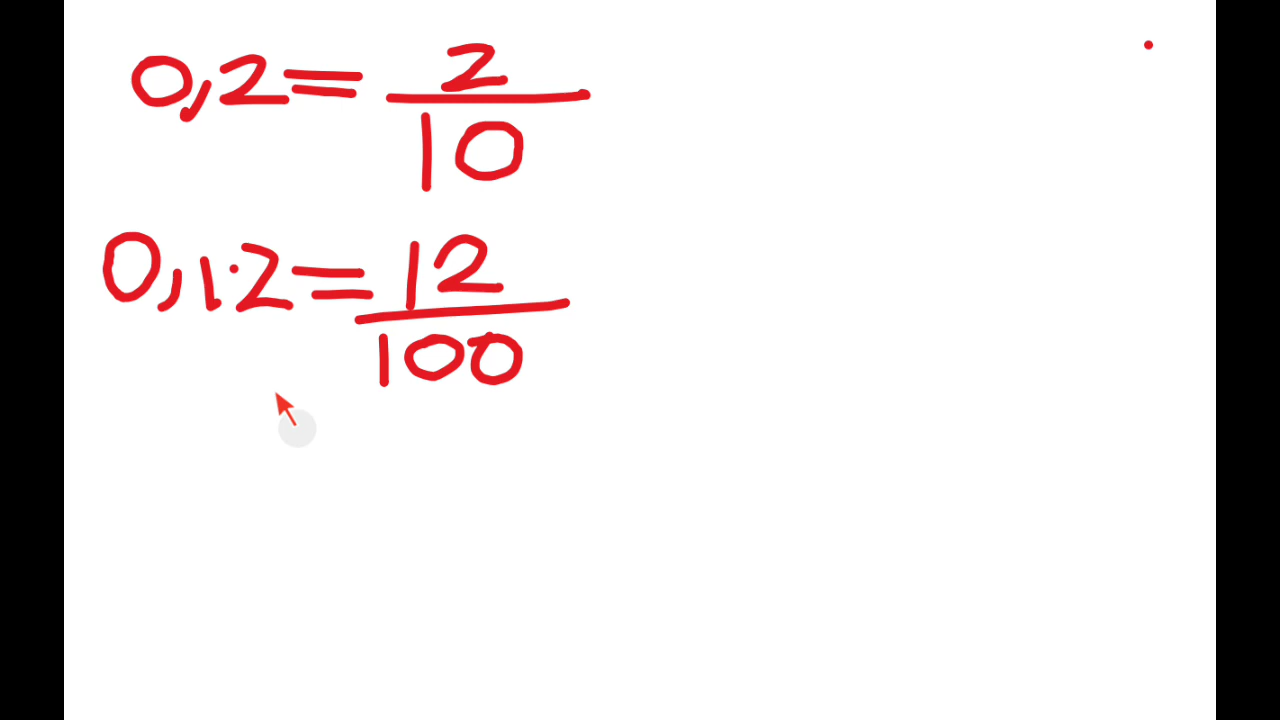 0,2 = 2/10
0,12 = 12/100